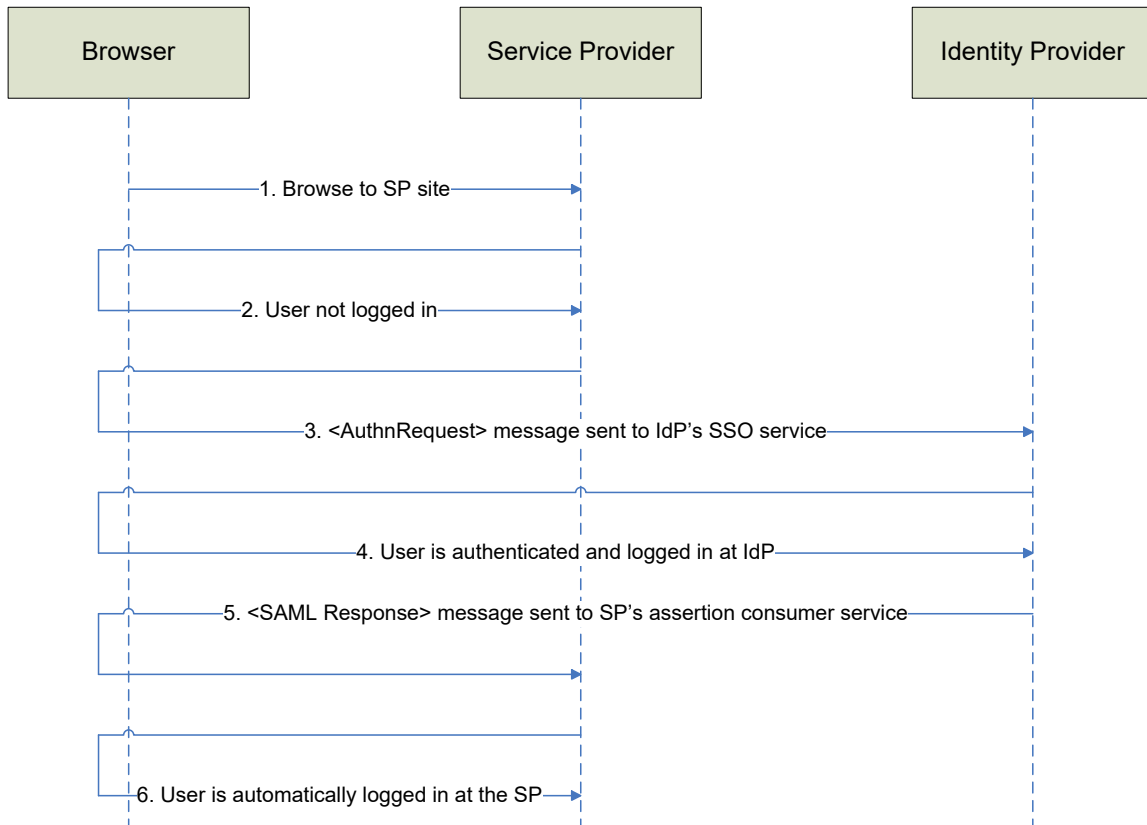 Browser
Service Provider
Identity Provider
1. Browse to SP site
2. User not logged in
3. <AuthnRequest> message sent to IdP’s SSO service
4. User is authenticated and logged in at IdP
5. <SAML Response> message sent to SP’s assertion consumer service
6. User is automatically logged in at the SP